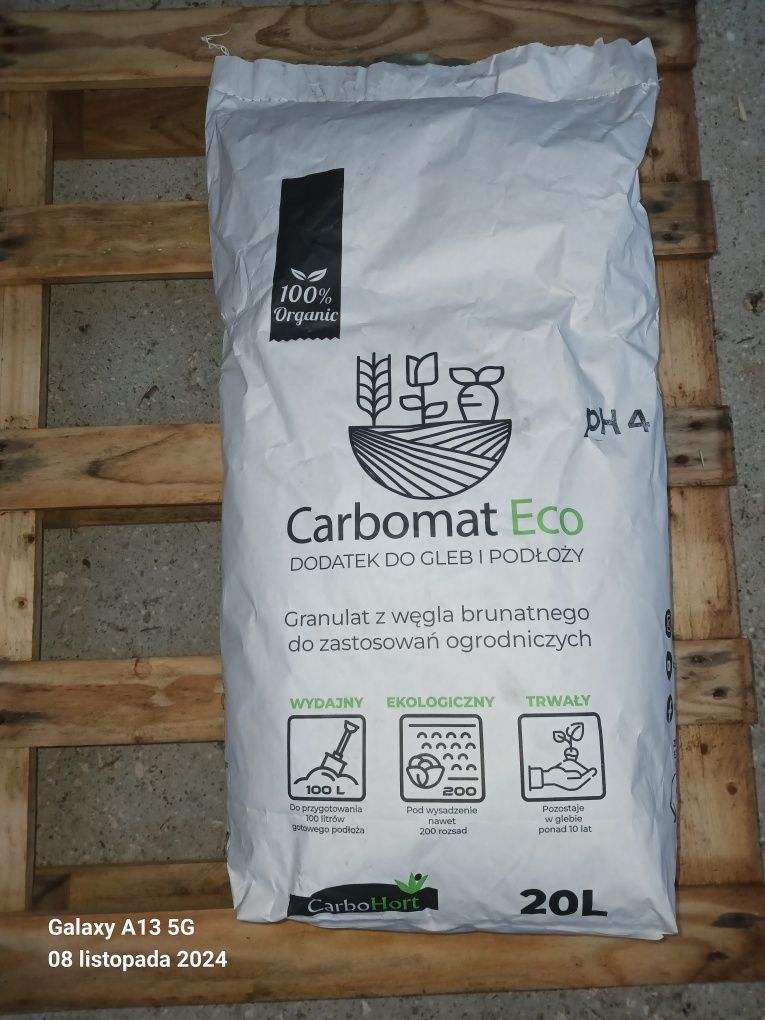 100%
Organic
PH 4
Carbomat Eco
DODATEK DO GLEB I PODŁOŻY
Granulat z węgla brunatnego
do zastosowań ogrodniczych
WYDAJNY
100 L
Do przygotowania
100 litrów
gotowego podłoża
EKOLOGICZNY
200
Pod wysadzenie
nawet
200 rozsad
TRWAŁY
Pozostaje
w glebie
ponad 10 lat
CarboHort
20L
Galaxy A13 5G
08 listopada 2024